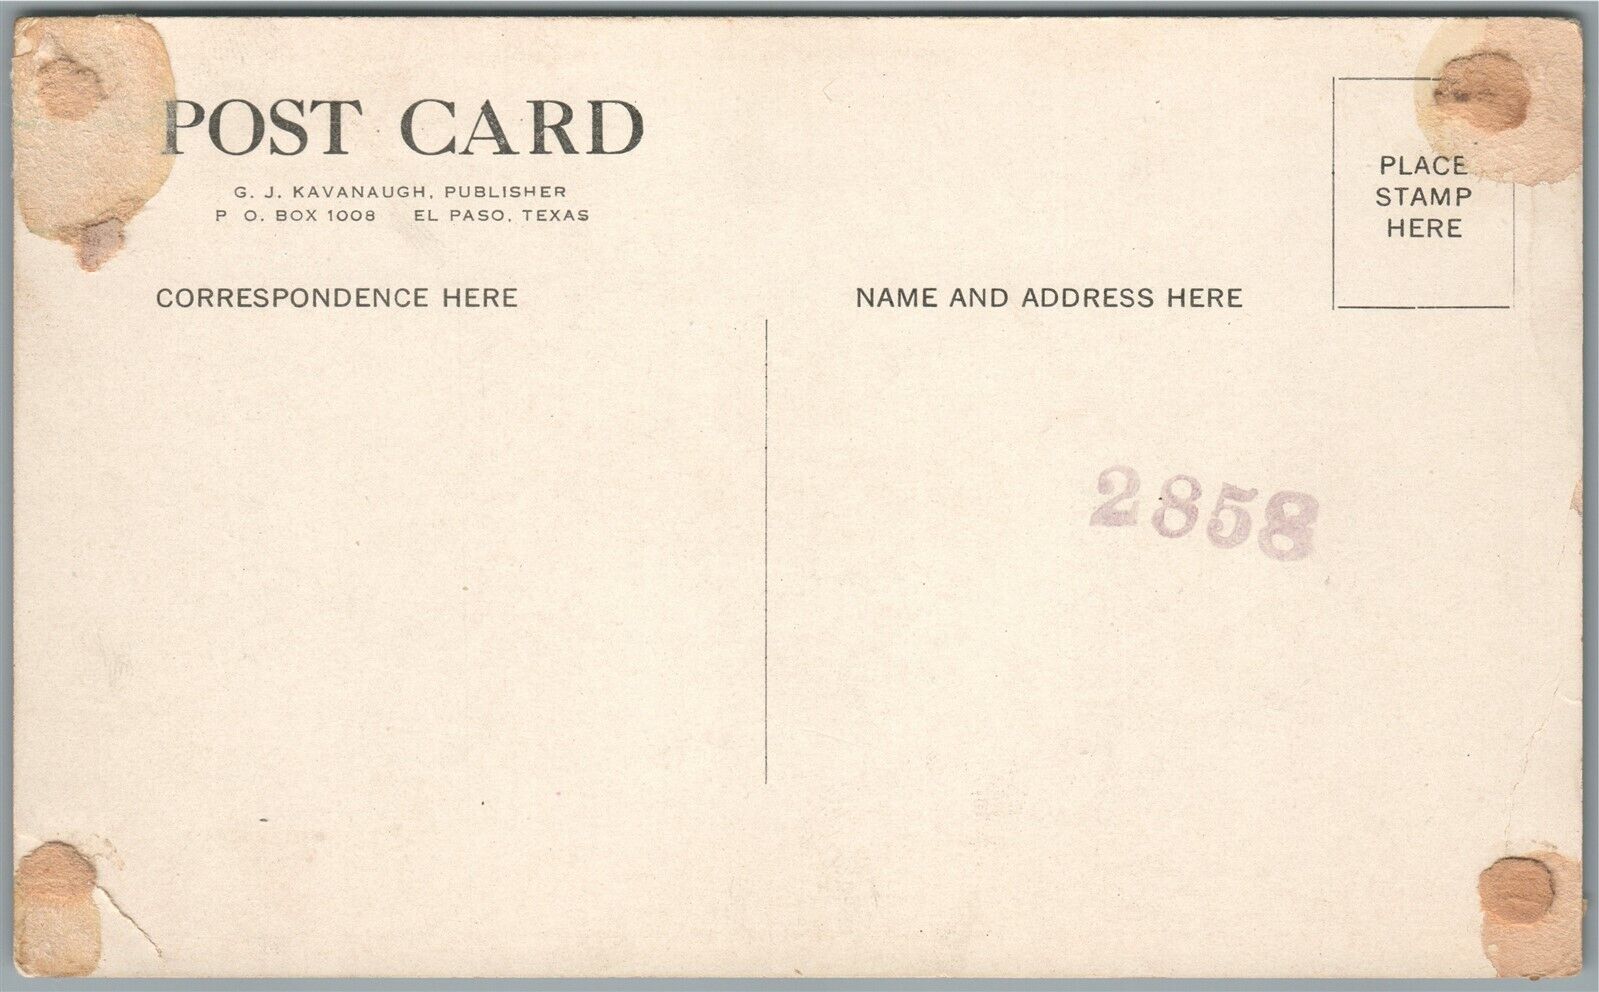 POST CARD
G. J. KAVANAUGH, PUBLISHER
P O. BOX 1008 EL PASO, TEXAS
PLACE
STAMP
HERE
CORRESPONDENCE HERE
NAME AND ADDRESS HERE
2858